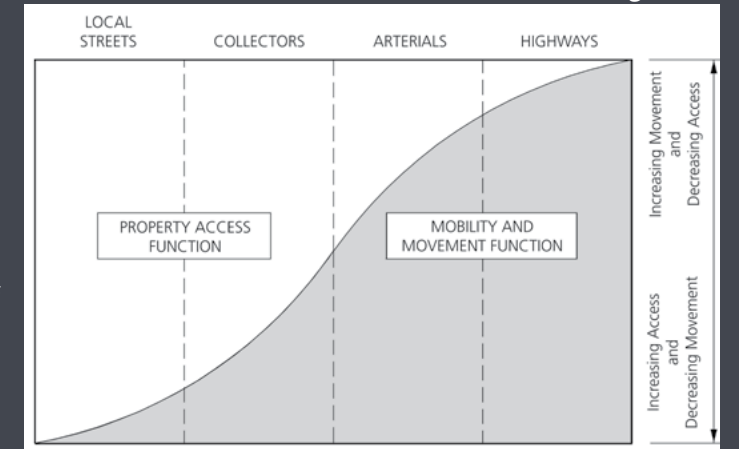 LOCAL
STREETS
COLLECTORS
ARTERIALS
HIGHWAYS
PROPERTY ACCESS
FUNCTION
MOBILITY AND
MOVEMENT FUNCTION
Increasing Movement
and
Decreasing Access
Increasing Access
and
Decreasing Movement